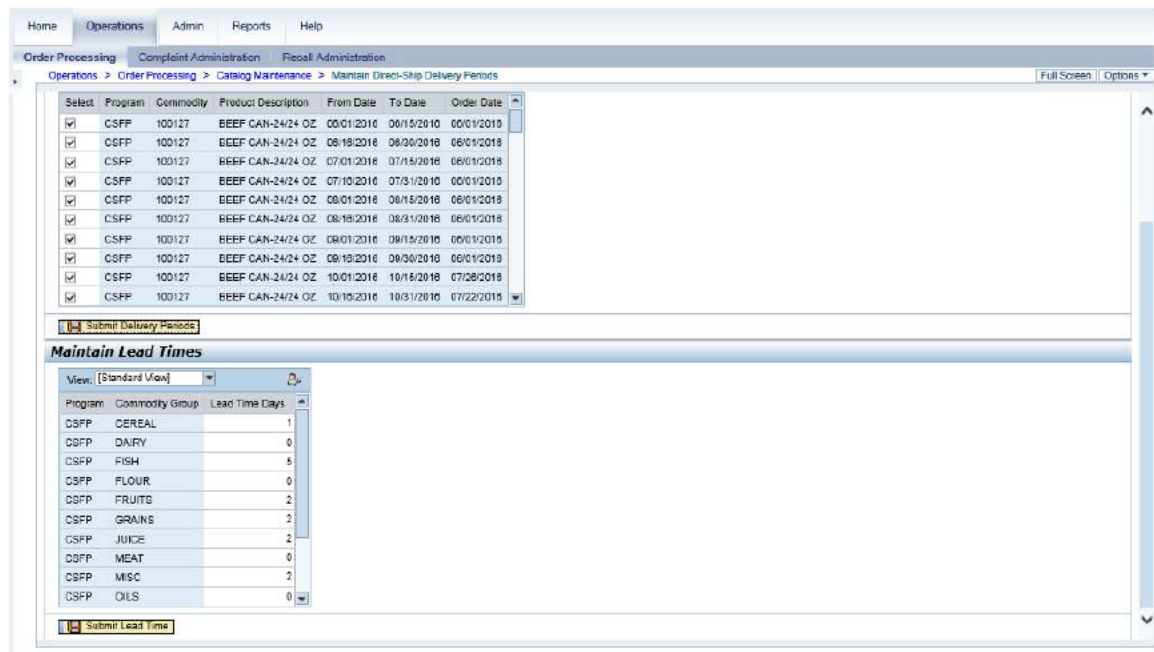 Home Operations Admin Reports Help
Order Processing Complaint Administration Recall Administration
Operations > Order Processing > Catalog Maintenance > Maintain Direct-Ship Delivery Periods Full Screen Options
Select Program Commodity Product Description From Date To Date Order Date
CSFP 100127 BEEF CAN-24/24 OZ 06/01/2016 06/15/2016 06/01/2016
CSFP 100127 BEEF CAN-24/24 OZ 06/16/2016 06/30/2016 06/01/2016
CSFP 100127 BEEF CAN-24/24 OZ 07/01/2016 07/15/2016 06/01/2016
CSFP 100127 BEEF CAN-24/24 OZ 07/16/2016 07/31/2016 06/01/2016
CSFP 100127 BEEF CAN-24/24 OZ 08/01/2016 08/15/2016 06/01/2016
CSFP 100127 BEEF CAN-24/24 OZ 08/16/2016 08/31/2016 06/01/2016
CSFP 100127 BEEF CAN-24/24 OZ 09/01/2016 09/15/2016 06/01/2016
CSFP 100127 BEEF CAN-24/24 OZ 09/16/2016 09/30/2016 06/01/2016
CSFP 100127 BEEF CAN-24/24 OZ 10/01/2016 10/15/2016 07/26/2016
CSFP 100127 BEEF CAN-24/24 OZ 10/16/2016 10/31/2016 07/22/2016
Submit Delivery Periods
Maintain Lead Times
View: [Standard View]
Program Commodity Group Lead Time Days
CSFP CEREAL 1
CSFP DAIRY 0
CSFP FISH 5
CSFP FLOUR 0
CSFP FRUITS 2
CSFP GRAINS 2
CSFP JUICE 2
CSFP MEAT 0
CSFP MISC 2
CSFP OILS 0
Submit Lead Time